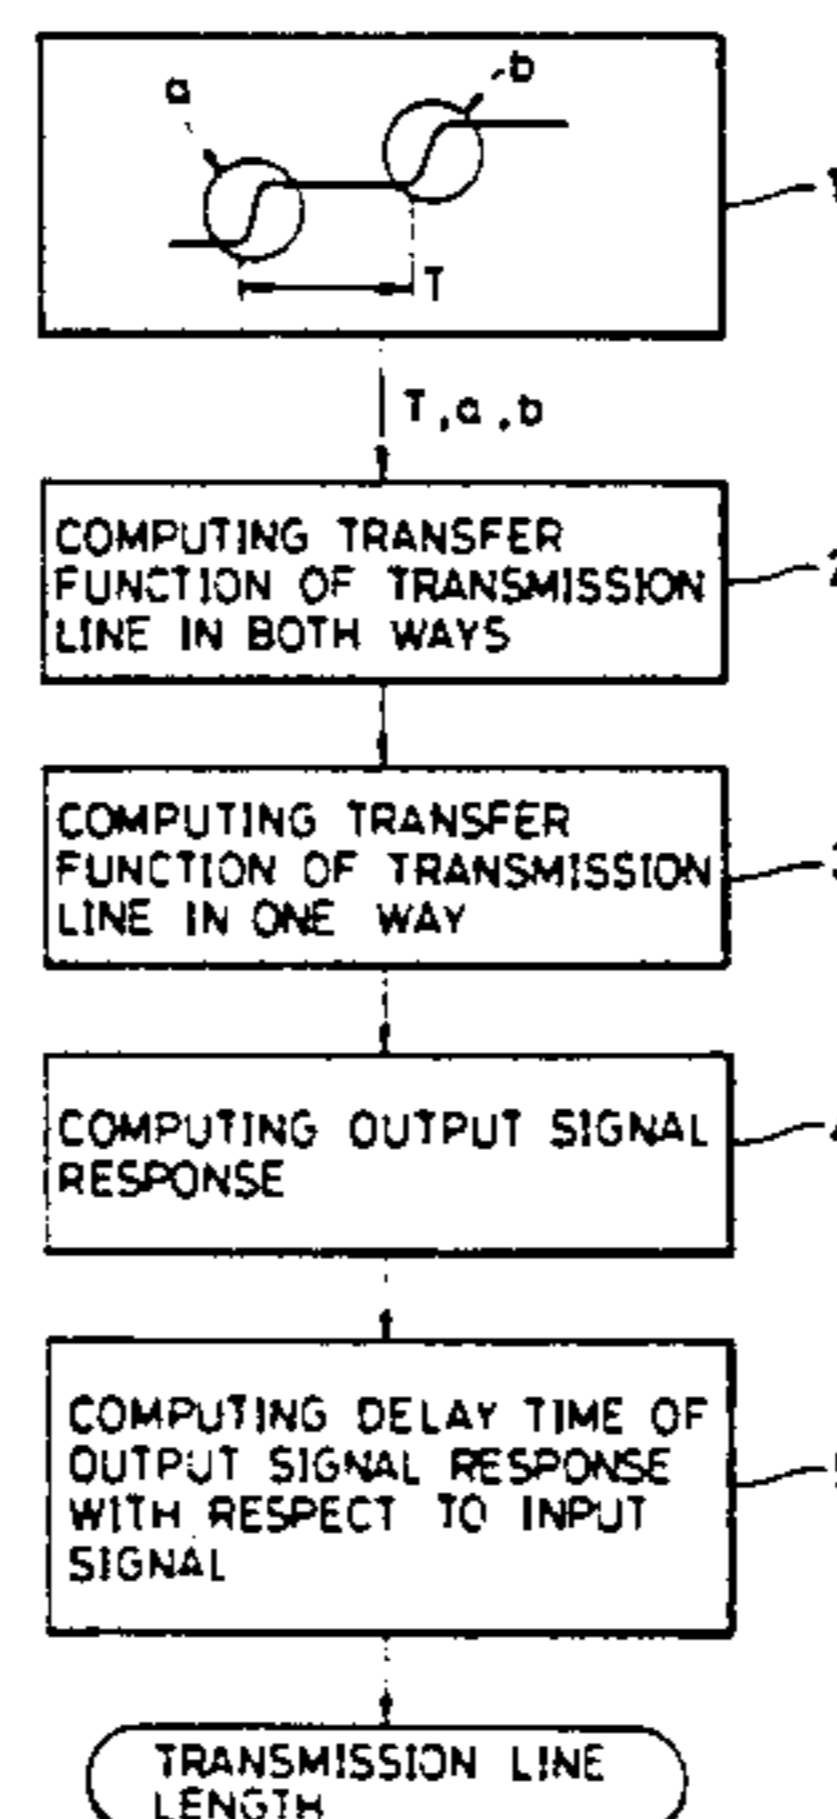 a
b
1
T
T, a, b
COMPUTING TRANSFER
FUNCTION OF TRANSMISSION
LINE IN BOTH WAYS
2
COMPUTING TRANSFER
FUNCTION OF TRANSMISSION
LINE IN ONE WAY
3
COMPUTING OUTPUT SIGNAL
RESPONSE
COMPUTING DELAY TIME OF
OUTPUT SIGNAL RESPONSE
WITH RESPECT TO INPUT
SIGNAL
TRANSMISSION LINE
LENGTH